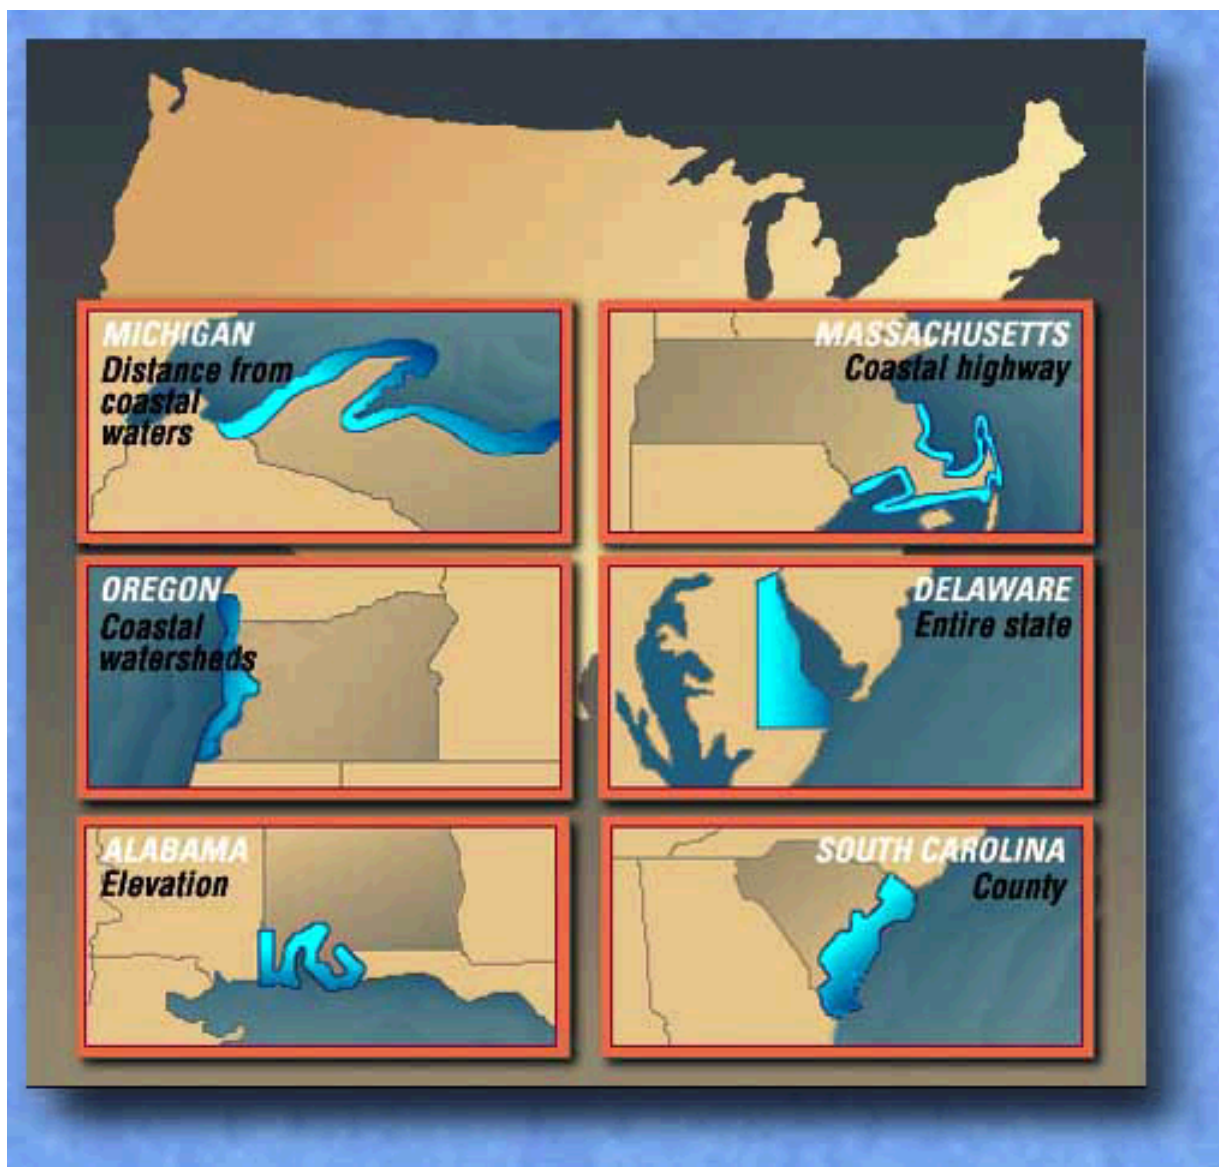 MICHIGAN
Distance from
coastal
waters
MASSACHUSETTS
Coastal highway
OREGON
Coastal
watersheds
DELAWARE
Entire state
ALABAMA
Elevation
SOUTH CAROLINA
County